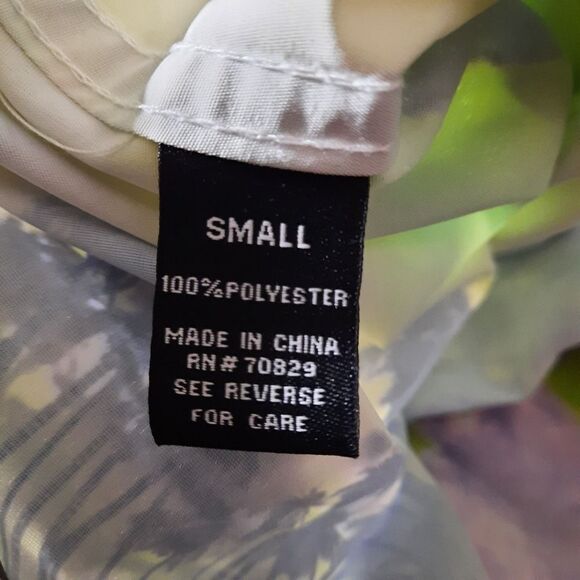 SMALL
100%POLYESTER
MADE IN CHINA
RN# 70829
SEE REVERSE
FOR CARE